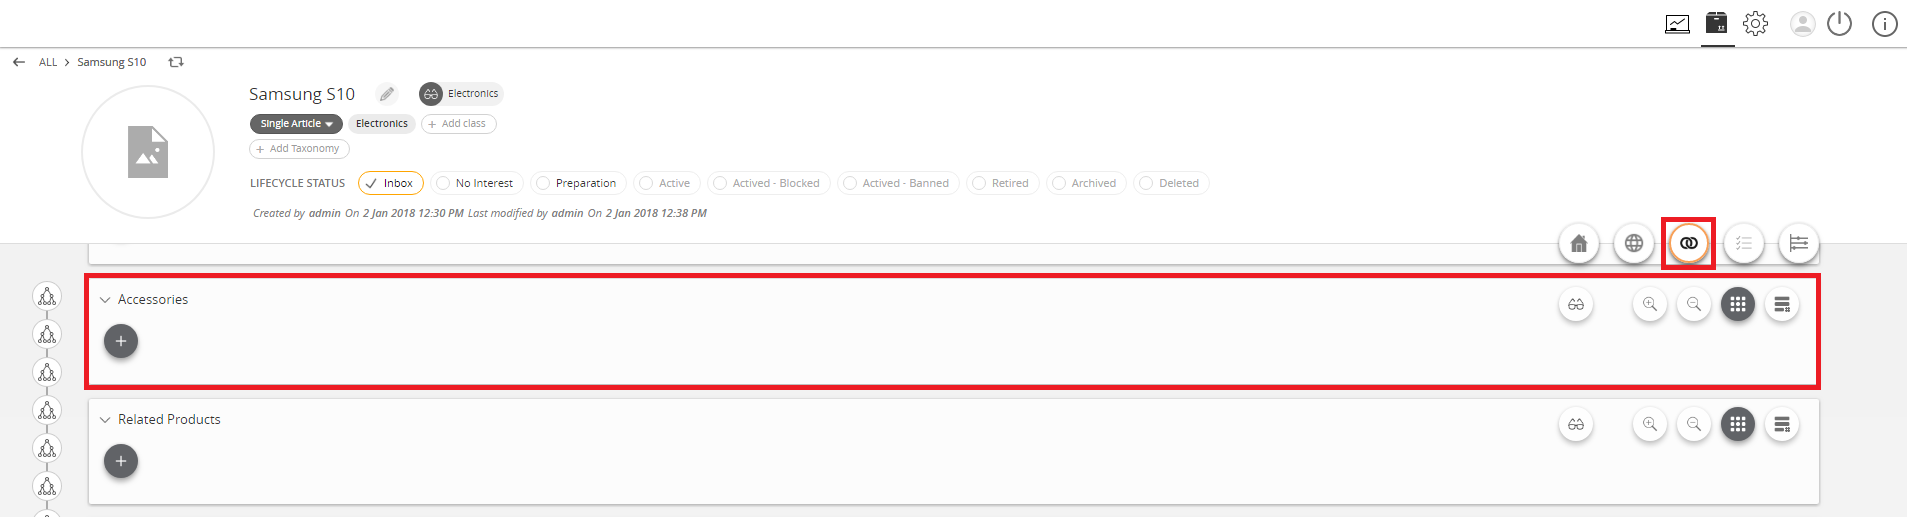 ALL > Samsung S10
Samsung S10 Electronics
Single Article Electronics + Add class
+ Add Taxonomy
LIFECYCLE STATUS Inbox No Interest Preparation Active Actived - Blocked Actived - Banned Retired Archived Deleted
Created by admin On 2 Jan 2018 12:30 PM Last modified by admin On 2 Jan 2018 12:38 PM
Accessories
Related Products